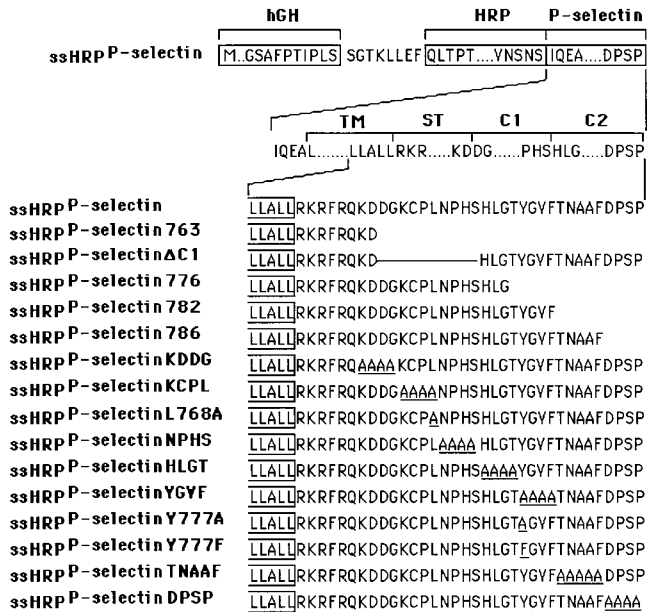 hGH HRP P-selectin
ssHRP P-selectin M..GSAFPTIPLS SGTKLLEF QLTPT....VNSNS IQEA....DPSP
TM ST C1 C2
IQEAL.......LLALLRKR.....KDDG......PHSHLG....DPSP
ssHRP P-selectin LLALLRKRFRQKDDGKCPLNPHSHLGTYGVFTNAAFDPSP
ssHRP P-selectin 763 LLALLRKRFRQKD
ssHRP P-selectin ΔC1 LLALLRKRFRQKD HLGTYGVFTNAAFDPSP
ssHRP P-selectin 776 LLALLRKRFRQKDDGKCPLNPHSHLG
ssHRP P-selectin 782 LLALLRKRFRQKDDGKCPLNPHSHLGTYGVF
ssHRP P-selectin 786 LLALLRKRFRQKDDGKCPLNPHSHLGTYGVFTNAAF
ssHRP P-selectin KDDG LLALLRKRFRQAAAAKCPLNPHSHLGTYGVFTNAAFDPSP
ssHRP P-selectin KCPL LLALLRKRFRQKDDGAAAANPHSHLGTYGVFTNAAFDPSP
ssHRP P-selectin L768A LLALLRKRFRQKDDGKCPANPHSHLGTYGVFTNAAFDPSP
ssHRP P-selectin NPHS LLALLRKRFRQKDDGKCPLAAAAHLGTYGVFTNAAFDPSP
ssHRP P-selectin HLGT LLALLRKRFRQKDDGKCPLNPHSAAAAYGVFTNAAFDPSP
ssHRP P-selectin YGVF LLALLRKRFRQKDDGKCPLNPHSHLGTAAAATNAAFDPSP
ssHRP P-selectin Y777A LLALLRKRFRQKDDGKCPLNPHSHLGTAGVFTNAAFDPSP
ssHRP P-selectin Y777F LLALLRKRFRQKDDGKCPLNPHSHLGTFGVFTNAAFDPSP
ssHRP P-selectin TNAAF LLALLRKRFRQKDDGKCPLNPHSHLGTYGVFAAAAADPSP
ssHRP P-selectin DPSP LLALLRKRFRQKDDGKCPLNPHSHLGTYGVFTNAAFAAAA